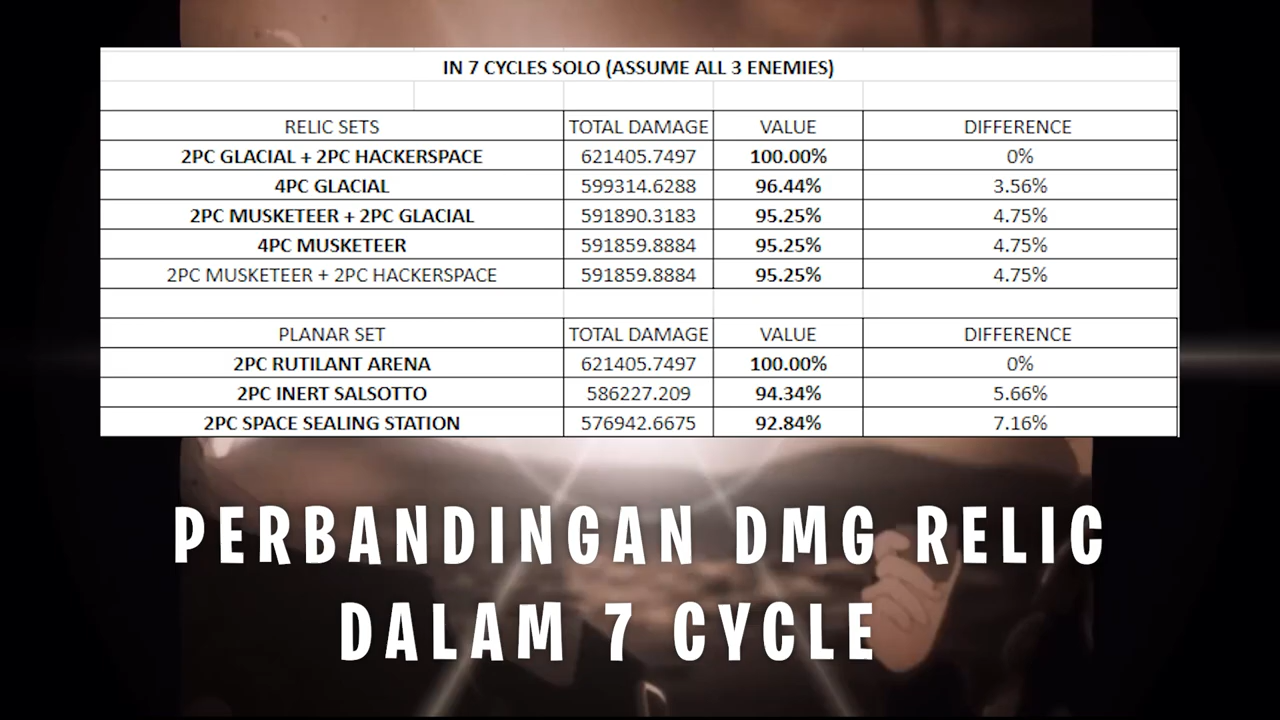 IN 7 CYCLES SOLO (ASSUME ALL 3 ENEMIES)
RELIC SETS TOTAL DAMAGE VALUE DIFFERENCE
2PC GLACIAL + 2PC HACKERSPACE 621405.7497 100.00% 0%
4PC GLACIAL 599314.6288 96.44% 3.56%
2PC MUSKETEER + 2PC GLACIAL 591890.3183 95.25% 4.75%
4PC MUSKETEER 591859.8884 95.25% 4.75%
2PC MUSKETEER + 2PC HACKERSPACE 591859.8884 95.25% 4.75%
PLANAR SET TOTAL DAMAGE VALUE DIFFERENCE
2PC RUTILANT ARENA 621405.7497 100.00% 0%
2PC INERT SALSOTTO 586227.209 94.34% 5.66%
2PC SPACE SEALING STATION 576942.6675 92.84% 7.16%
PERBANDINGAN DMG RELIC
DALAM 7 CYCLE